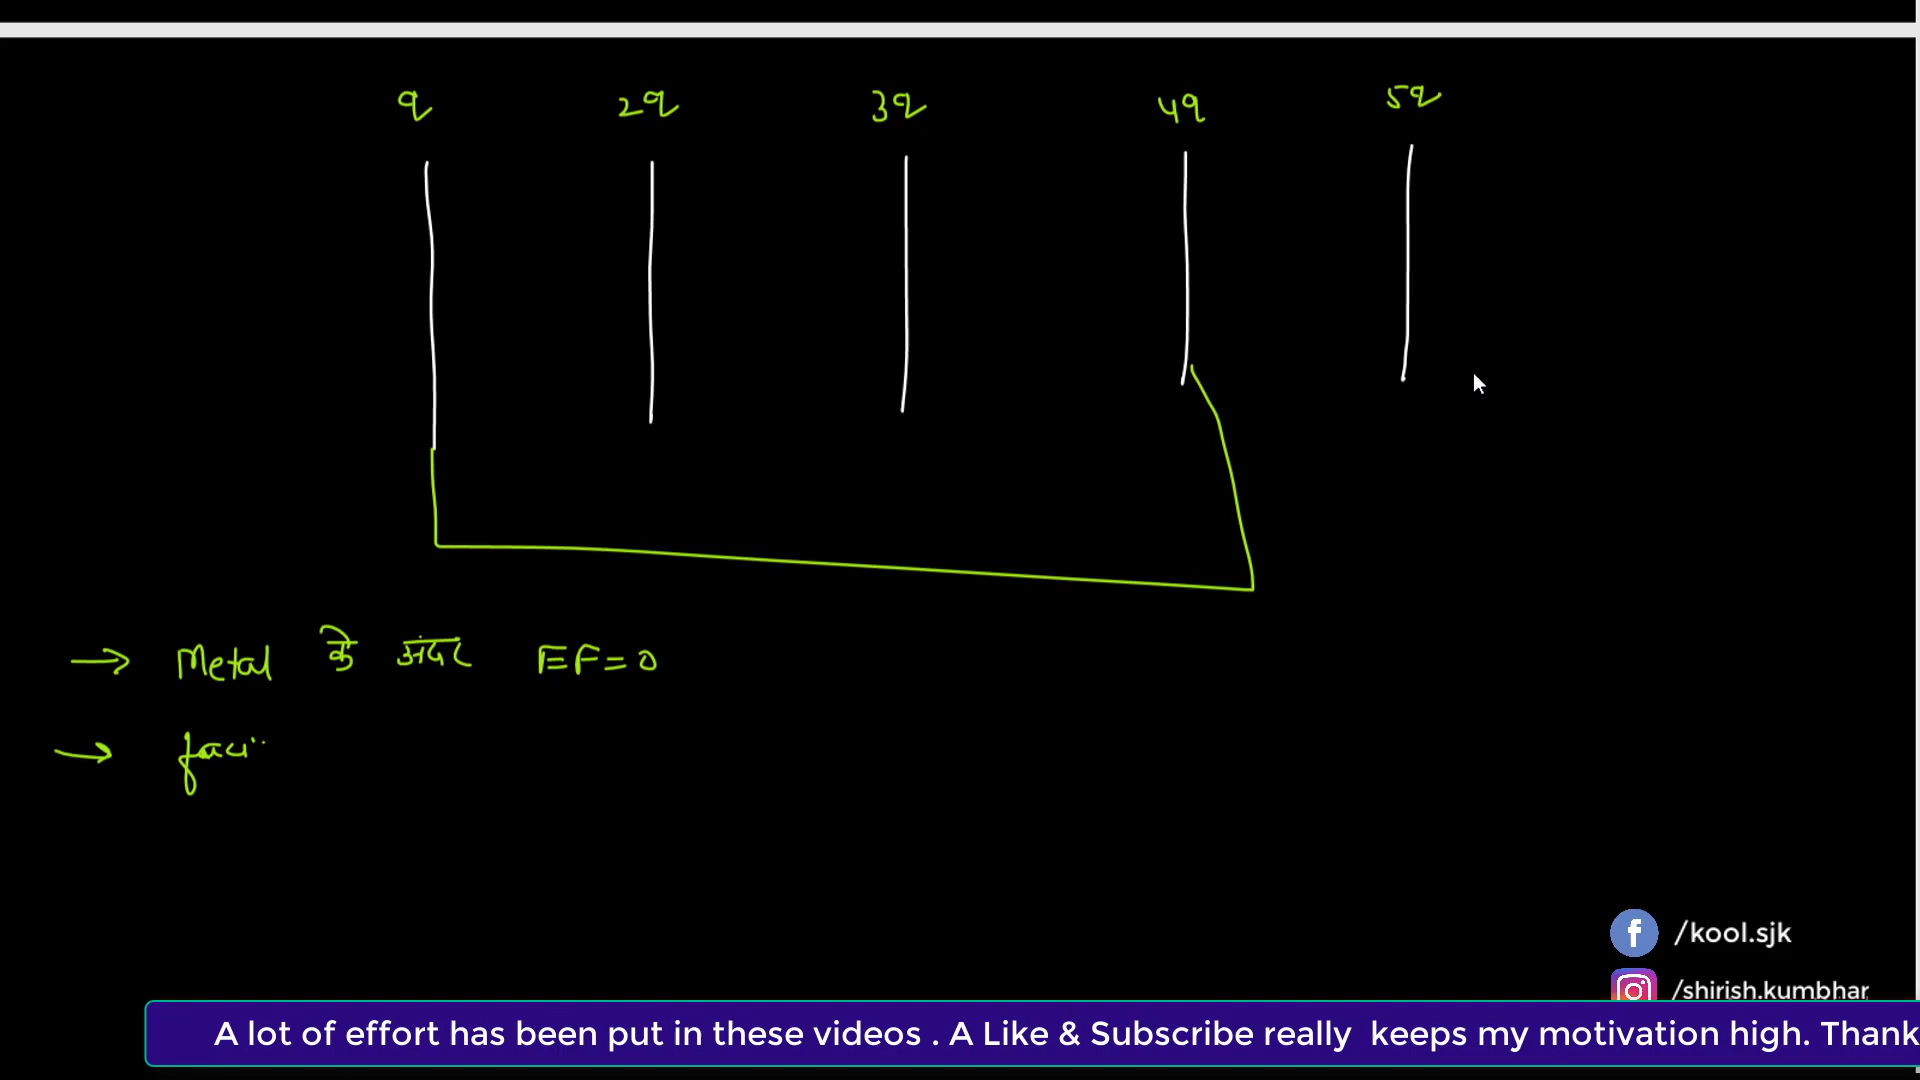 q 2q 3q 4q 5q
→ Metal के अंदर EF=0
→ faci
/kool.sjk
/shirish.kumbhar
A lot of effort has been put in these videos . A Like & Subscribe really keeps my motivation high. Thank